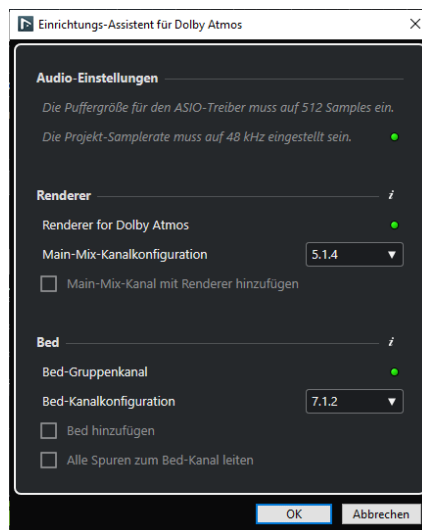 Einrichtungs-Assistent für Dolby Atmos
Audio-Einstellungen
Die Puffergröße für den ASIO-Treiber muss auf 512 Samples ein.
Die Projekt-Samplerate muss auf 48 kHz eingestellt sein.
Renderer i
Renderer for Dolby Atmos
Main-Mix-Kanalkonfiguration 5.1.4
Main-Mix-Kanal mit Renderer hinzufügen
Bed i
Bed-Gruppenkanal
Bed-Kanalkonfiguration 7.1.2
Bed hinzufügen
Alle Spuren zum Bed-Kanal leiten
OK Abbrechen